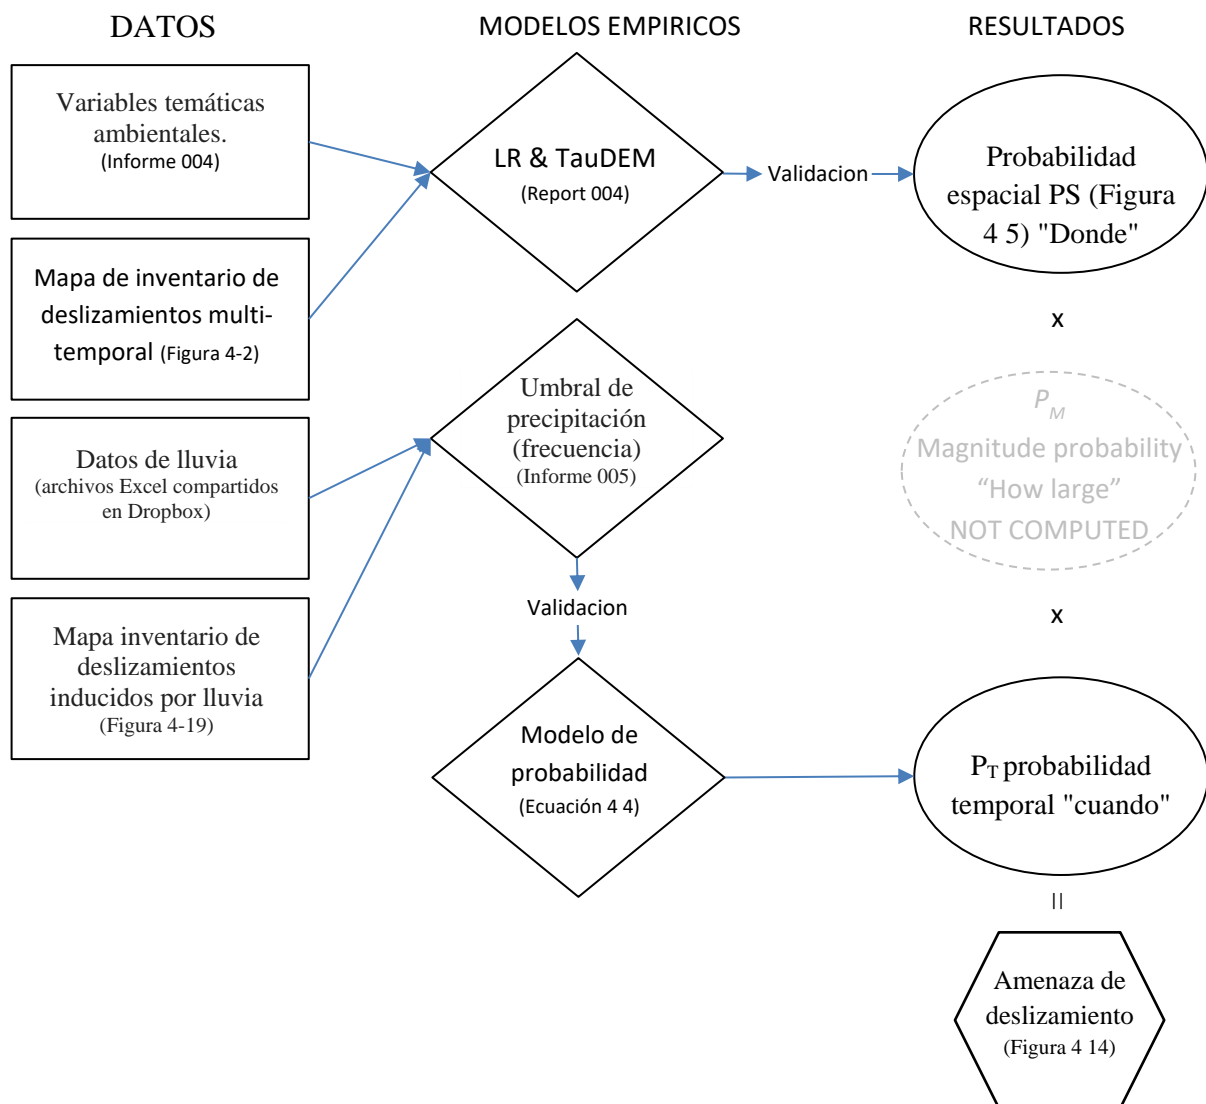 DATOS
MODELOS EMPIRICOS
RESULTADOS
Variables temáticas
ambientales.
(Informe 004)
Mapa de inventario de
deslizamientos multi-
temporal (Figura 4-2)
Datos de lluvia
(archivos Excel compartidos
en Dropbox)
Mapa inventario de
deslizamientos
inducidos por lluvia
(Figura 4-19)
LR & TauDEM
(Report 004)
Validacion
Umbral de
precipitación
(frecuencia)
(Informe 005)
Validacion
Modelo de
probabilidad
(Ecuación 4 4)
Probabilidad
espacial PS (Figura
4 5) "Donde"
x
PM
Magnitude probability
“How large”
NOT COMPUTED
x
PT probabilidad
temporal "cuando"
=
Amenaza de
deslizamiento
(Figura 4 14)